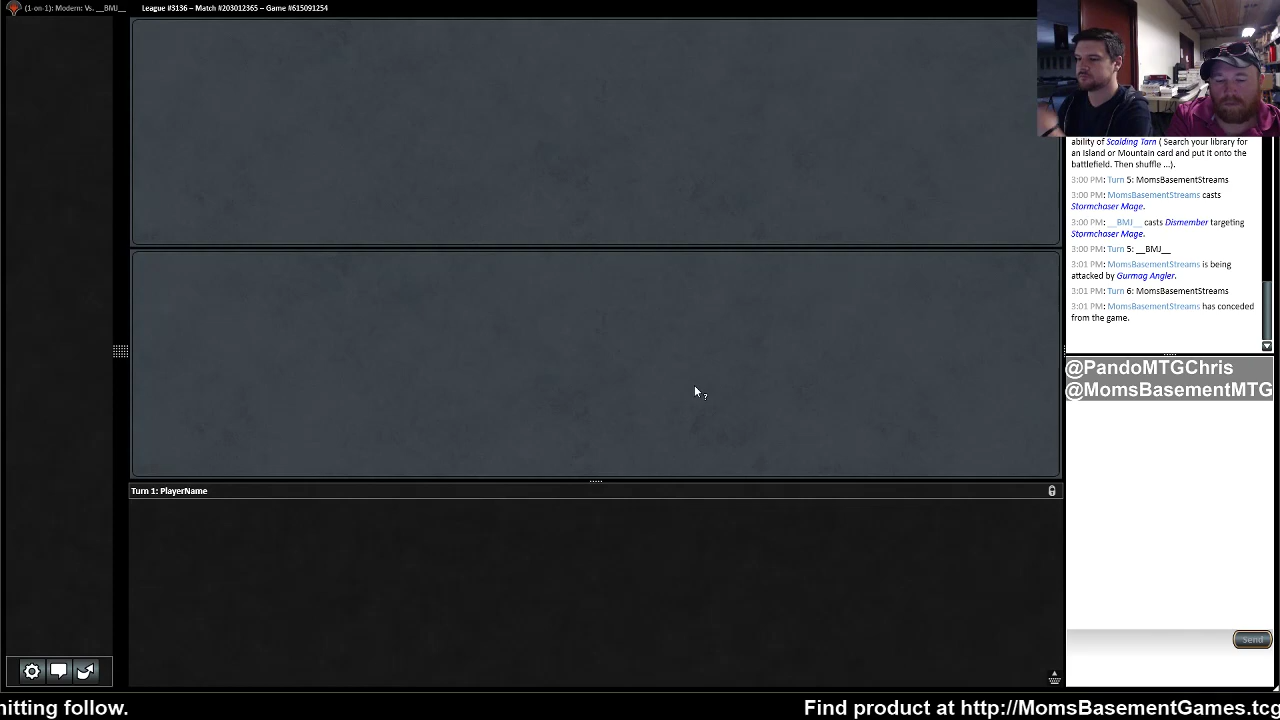 (1-on-1): Modern: Vs. __BMJ__ League #3136 – Match #203012365 – Game #615091254
ability of Scalding Tarn ( Search your library for
an Island or Mountain card and put it onto the
battlefield. Then shuffle ...).
3:00 PM: Turn 5: MomsBasementStreams
3:00 PM: MomsBasementStreams casts
Stormchaser Mage.
3:00 PM: __BMJ__ casts Dismember targeting
Stormchaser Mage.
3:00 PM: Turn 5: __BMJ__
3:01 PM: MomsBasementStreams is being
attacked by Gurmag Angler.
3:01 PM: Turn 6: MomsBasementStreams
3:01 PM: MomsBasementStreams has conceded
from the game.
@PandoMTGChris
@MomsBasementMTG
Turn 1: PlayerName
Send
nitting follow. Find product at http://MomsBasementGames.tcg